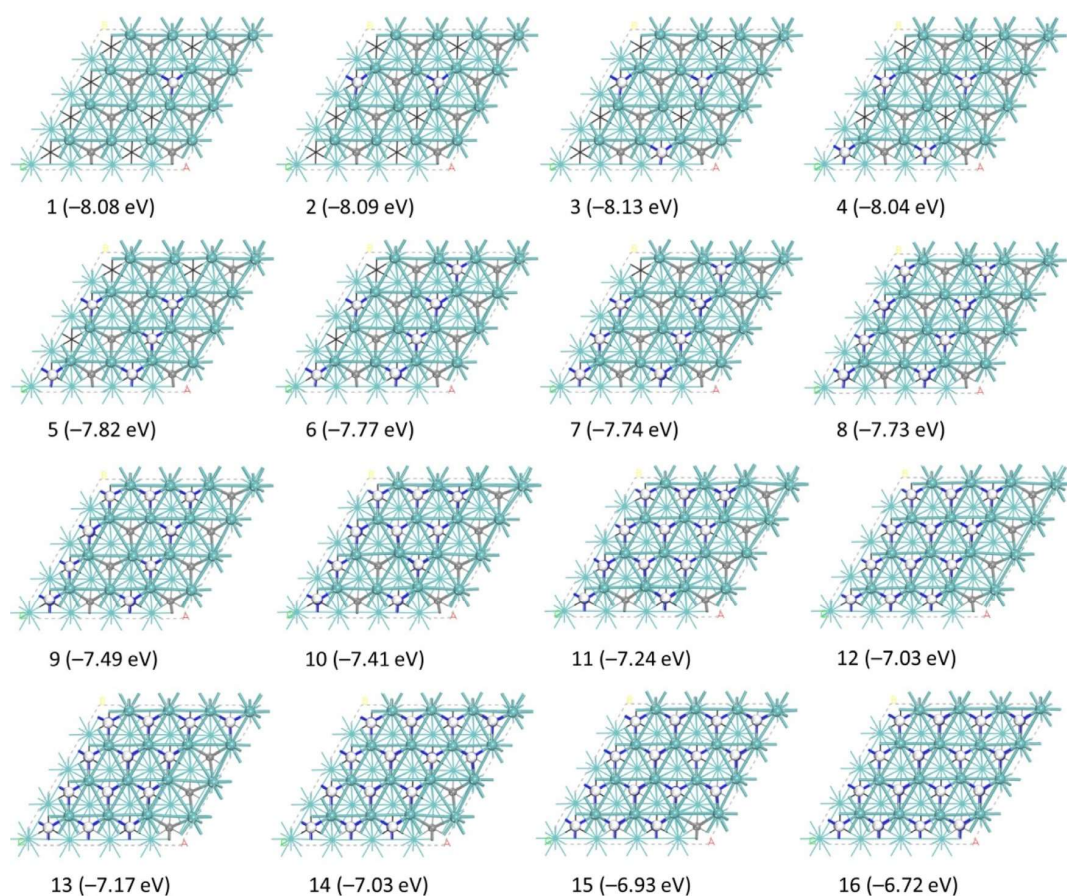 1 (–8.08 eV)
2 (–8.09 eV)
3 (–8.13 eV)
4 (–8.04 eV)
5 (–7.82 eV)
6 (–7.77 eV)
7 (–7.74 eV)
8 (–7.73 eV)
9 (–7.49 eV)
10 (–7.41 eV)
11 (–7.24 eV)
12 (–7.03 eV)
13 (–7.17 eV)
14 (–7.03 eV)
15 (–6.93 eV)
16 (–6.72 eV)